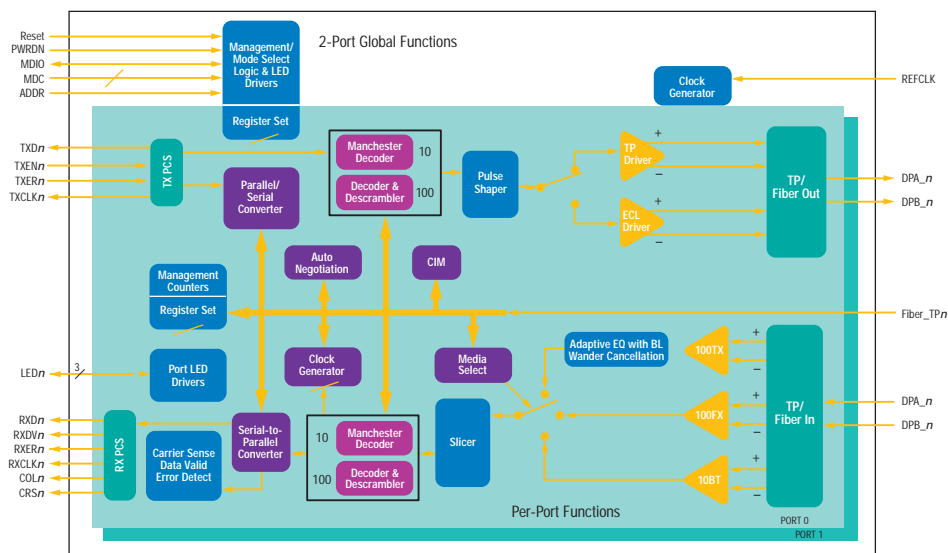 2-Port Global Functions
Reset
PWRDN
MDIO
MDC
ADDR
Management/
Mode Select
Logic & LED
Drivers
Register Set
Clock
Generator
REFCLK
TXDn
TXENn
TXERn
TXCLKn
TX PCS
Parallel/
Serial
Converter
Manchester
Decoder
10
Decoder &
Descrambler
100
Pulse
Shaper
TP
Driver
+
−
ECL
Driver
+
−
TP/
Fiber Out
DPA_n
DPB_n
Management
Counters
Register Set
Auto
Negotiation
CIM
Fiber_TPn
LEDn
3
Port LED
Drivers
Clock
Generator
Media
Select
Adaptive EQ with BL
Wander Cancellation
100TX
+
−
100FX
+
−
10BT
+
−
TP/
Fiber In
DPA_n
DPB_n
RXDn
RXDVn
RXERn
RXCLKn
COLn
CRSn
RX PCS
Carrier Sense
Data Valid
Error Detect
Serial-to-
Parallel
Converter
10
Manchester
Decoder
100
Decoder &
Descrambler
Slicer
Per-Port Functions
PORT 0
PORT 1